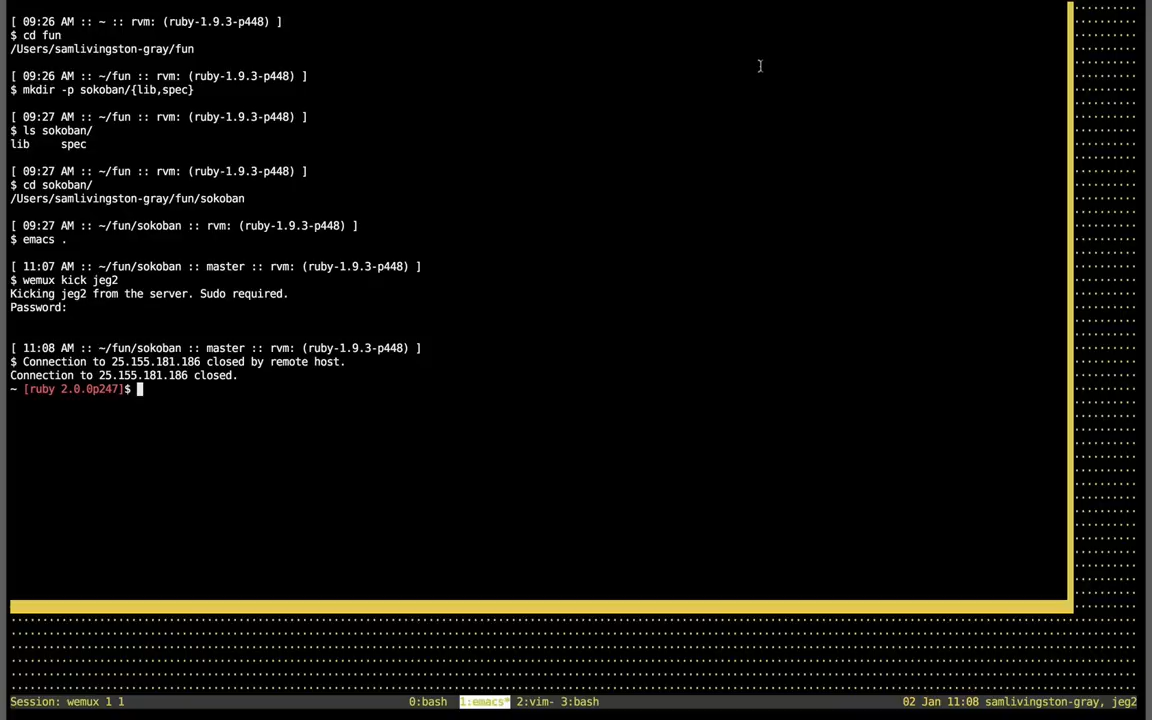 [ 09:26 AM :: ~ :: rvm: (ruby-1.9.3-p448) ]
$ cd fun
/Users/samlivingston-gray/fun
[ 09:26 AM :: ~/fun :: rvm: (ruby-1.9.3-p448) ]
$ mkdir -p sokoban/{lib,spec}
[ 09:27 AM :: ~/fun :: rvm: (ruby-1.9.3-p448) ]
$ ls sokoban/
lib     spec
[ 09:27 AM :: ~/fun :: rvm: (ruby-1.9.3-p448) ]
$ cd sokoban/
/Users/samlivingston-gray/fun/sokoban
[ 09:27 AM :: ~/fun/sokoban :: rvm: (ruby-1.9.3-p448) ]
$ emacs .
[ 11:07 AM :: ~/fun/sokoban :: master :: rvm: (ruby-1.9.3-p448) ]
$ wemux kick jeg2
Kicking jeg2 from the server. Sudo required.
Password:
[ 11:08 AM :: ~/fun/sokoban :: master :: rvm: (ruby-1.9.3-p448) ]
$ Connection to 25.155.181.186 closed by remote host.
Connection to 25.155.181.186 closed.
~ [ruby 2.0.0p247]$
Session: wemux 1 1 0:bash 1:emacs* 2:vim- 3:bash 02 Jan 11:08 samlivingston-gray, jeg2